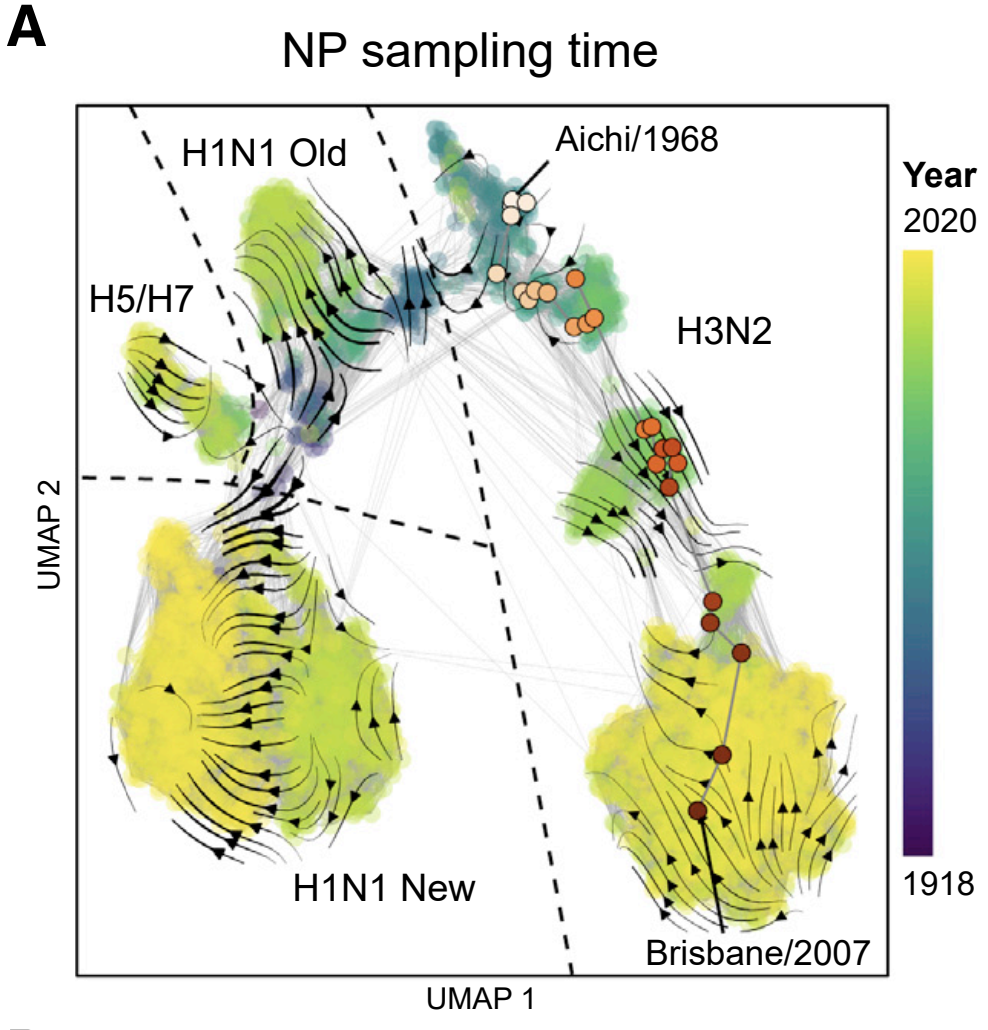 A
NP sampling time
H1N1 Old
Aichi/1968
H5/H7
H3N2
H1N1 New
Brisbane/2007
UMAP 2
UMAP 1
Year
2020
1918